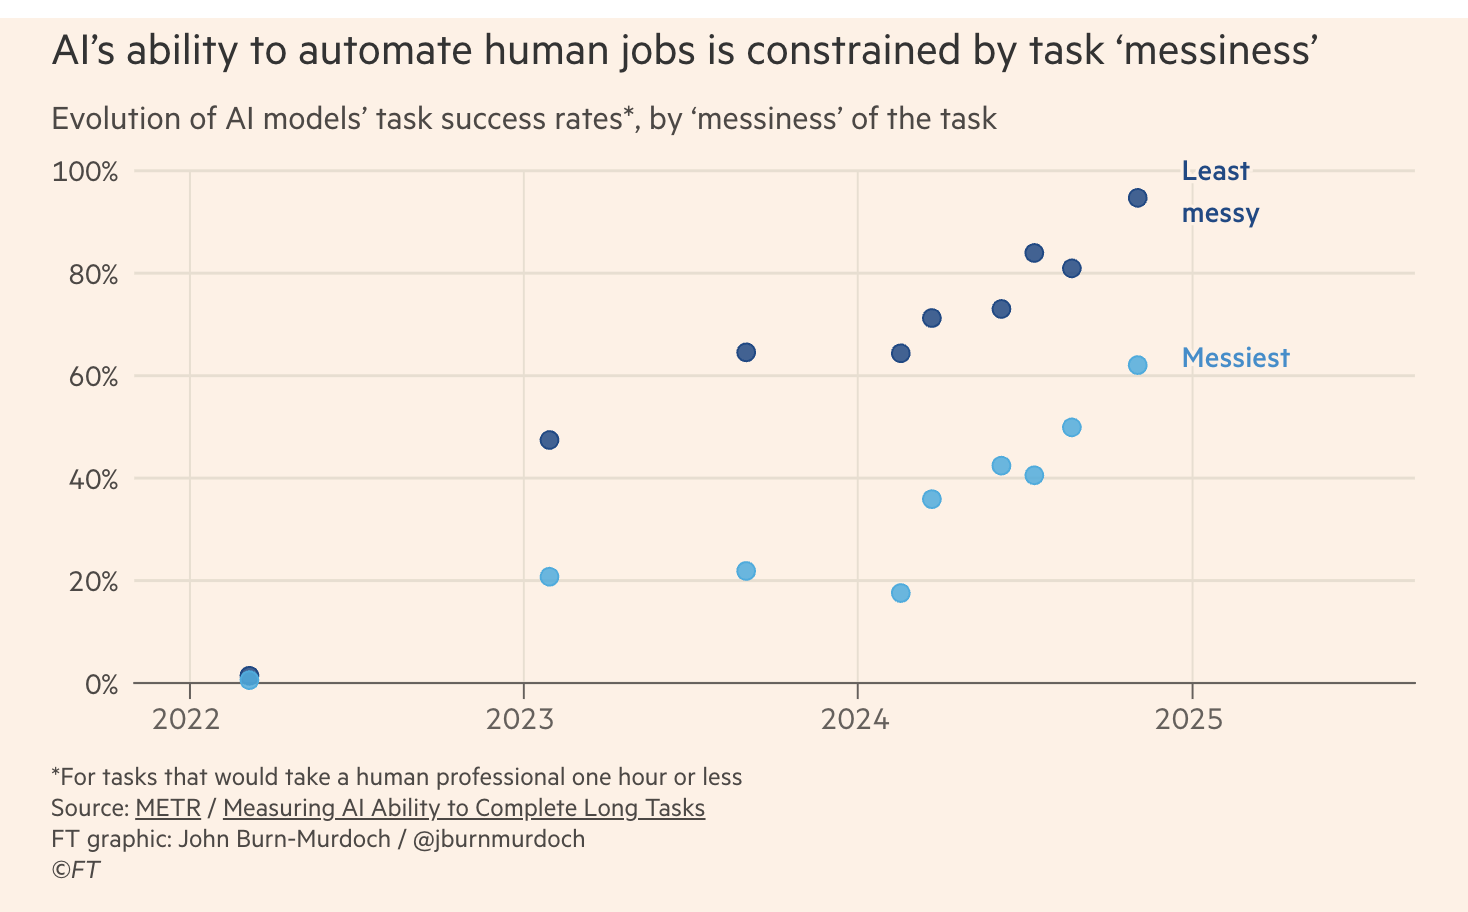 AI’s ability to automate human jobs is constrained by task ‘messiness’
Evolution of AI models’ task success rates*, by ‘messiness’ of the task
100%
Least
messy
80%
60%
Messiest
40%
20%
0%
2022
2023
2024
2025
*For tasks that would take a human professional one hour or less
Source: METR / Measuring AI Ability to Complete Long Tasks
FT graphic: John Burn-Murdoch / @jburnmurdoch
©FT